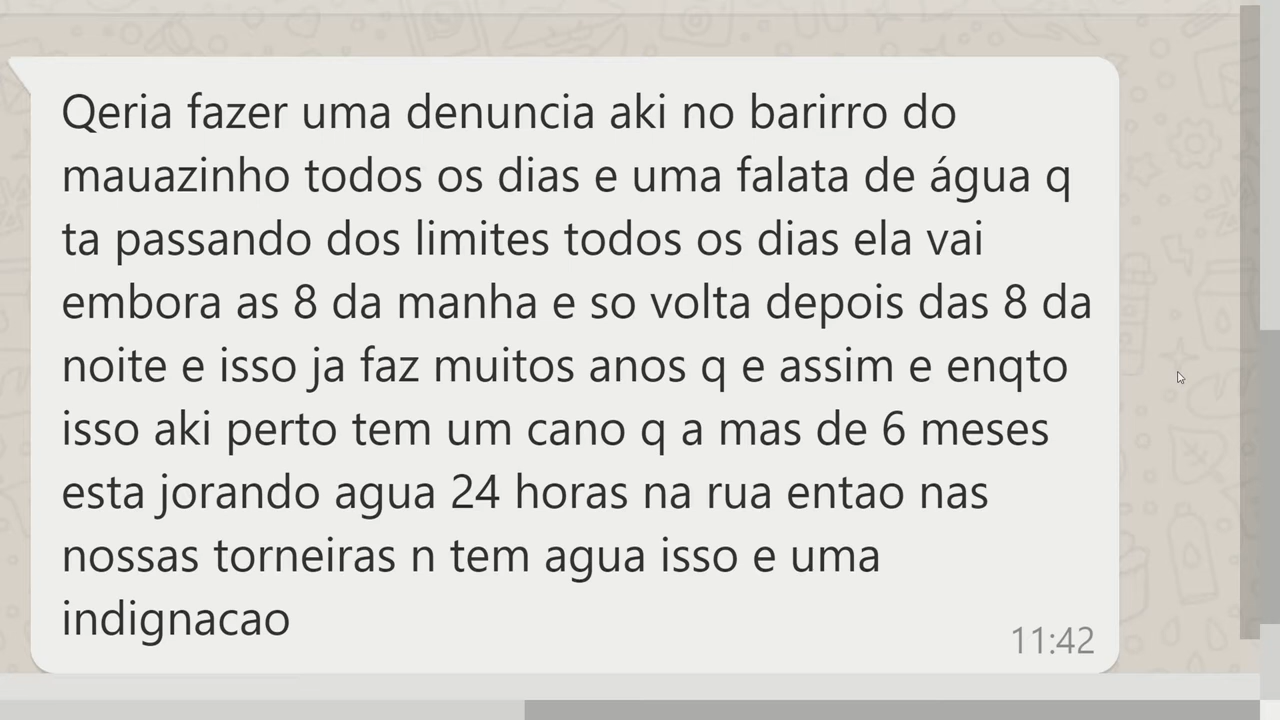 Qeria fazer uma denuncia aki no barirro do
mauazinho todos os dias e uma falata de água q
ta passando dos limites todos os dias ela vai
embora as 8 da manha e so volta depois das 8 da
noite e isso ja faz muitos anos q e assim e enqto
isso aki perto tem um cano q a mas de 6 meses
esta jorando agua 24 horas na rua entao nas
nossas torneiras n tem agua isso e uma
indignacao
11:42